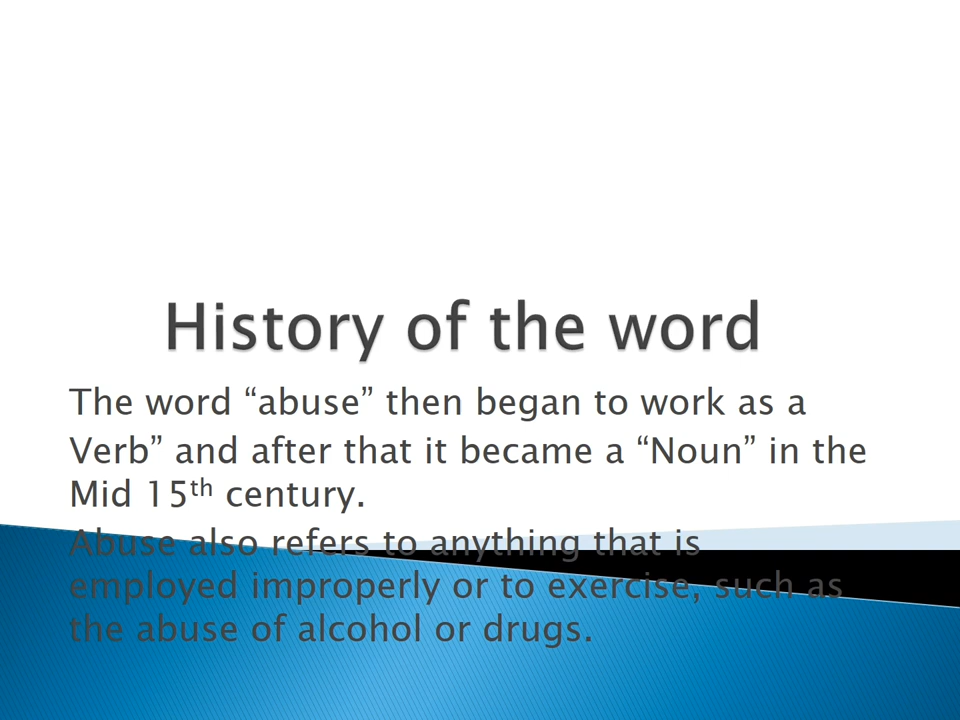 History of the word
The word “abuse” then began to work as a
Verb” and after that it became a “Noun” in the
Mid 15th century.
Abuse also refers to anything that is
employed improperly or to exercise, such as
the abuse of alcohol or drugs.